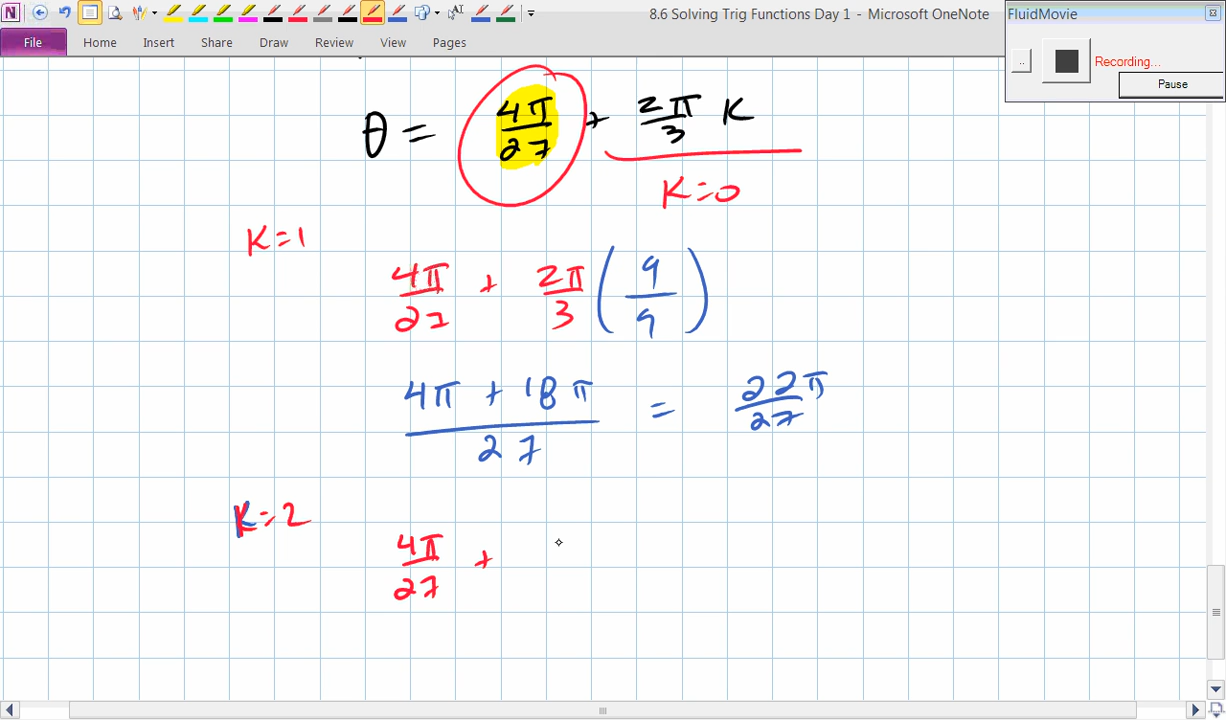 8.6 Solving Trig Functions Day 1 - Microsoft OneNote
FluidMovie
File Home Insert Share Draw Review View Pages
Recording...
.. Pause
θ = 4π/27 + 2π/3 K
K=0
K=1
4π/27 + 2π/3 (9/9)
4π + 18π / 27 = 22π/27
K=2
4π/27 +